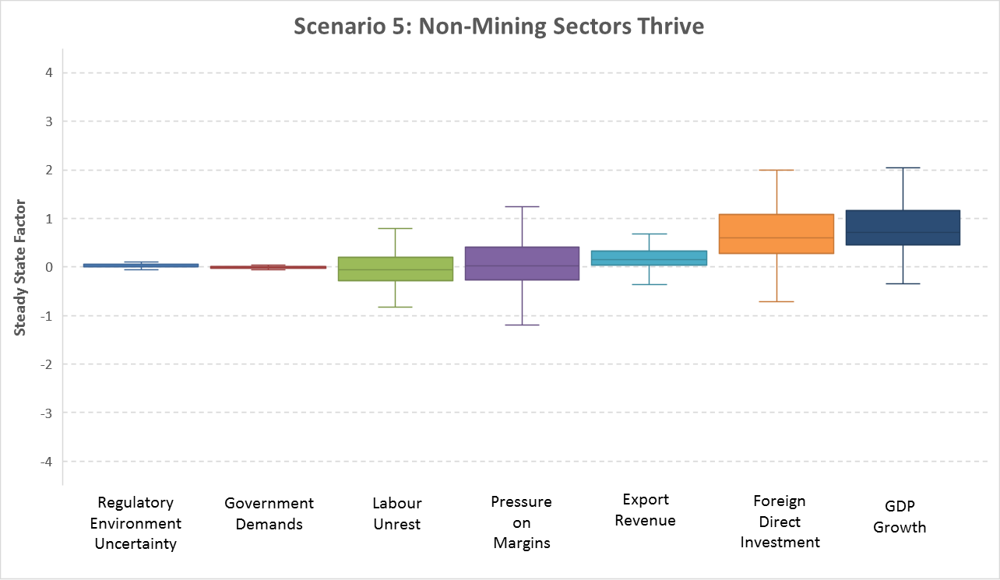 Scenario 5: Non-Mining Sectors Thrive
Steady State Factor
4
3
2
1
0
-1
-2
-3
-4
Regulatory
Environment
Uncertainty
Government
Demands
Labour
Unrest
Pressure
on
Margins
Export
Revenue
Foreign
Direct
Investment
GDP
Growth